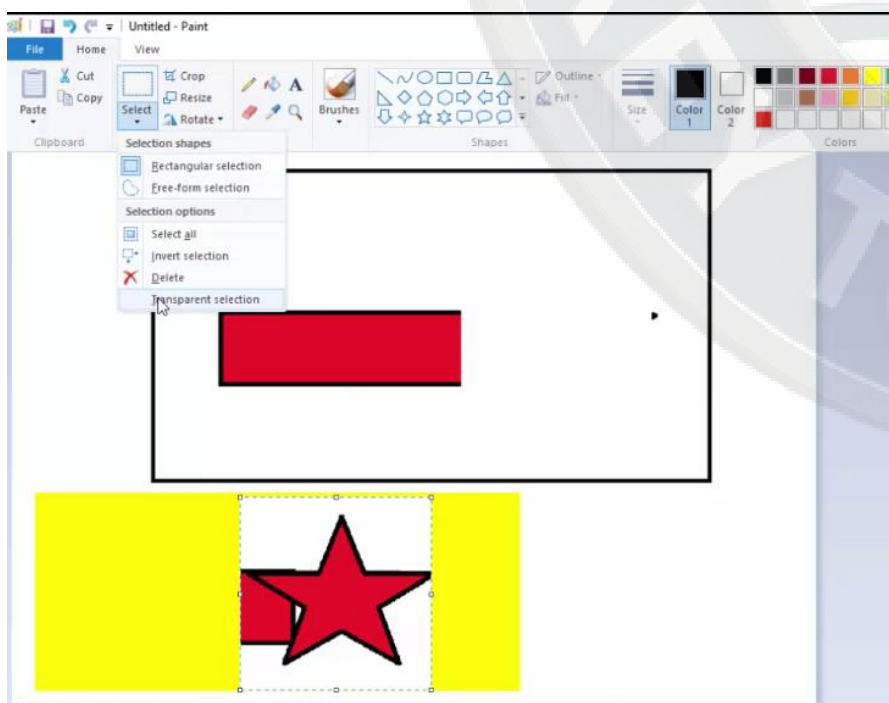 Untitled - Paint
File Home View
Paste
Cut
Copy
Clipboard
Select
Crop
Resize
Rotate
Brushes
Shapes
Outline
Fill
Size
Color 1
Color 2
Colors
Selection shapes
Rectangular selection
Free-form selection
Selection options
Select all
Invert selection
Delete
Transparent selection